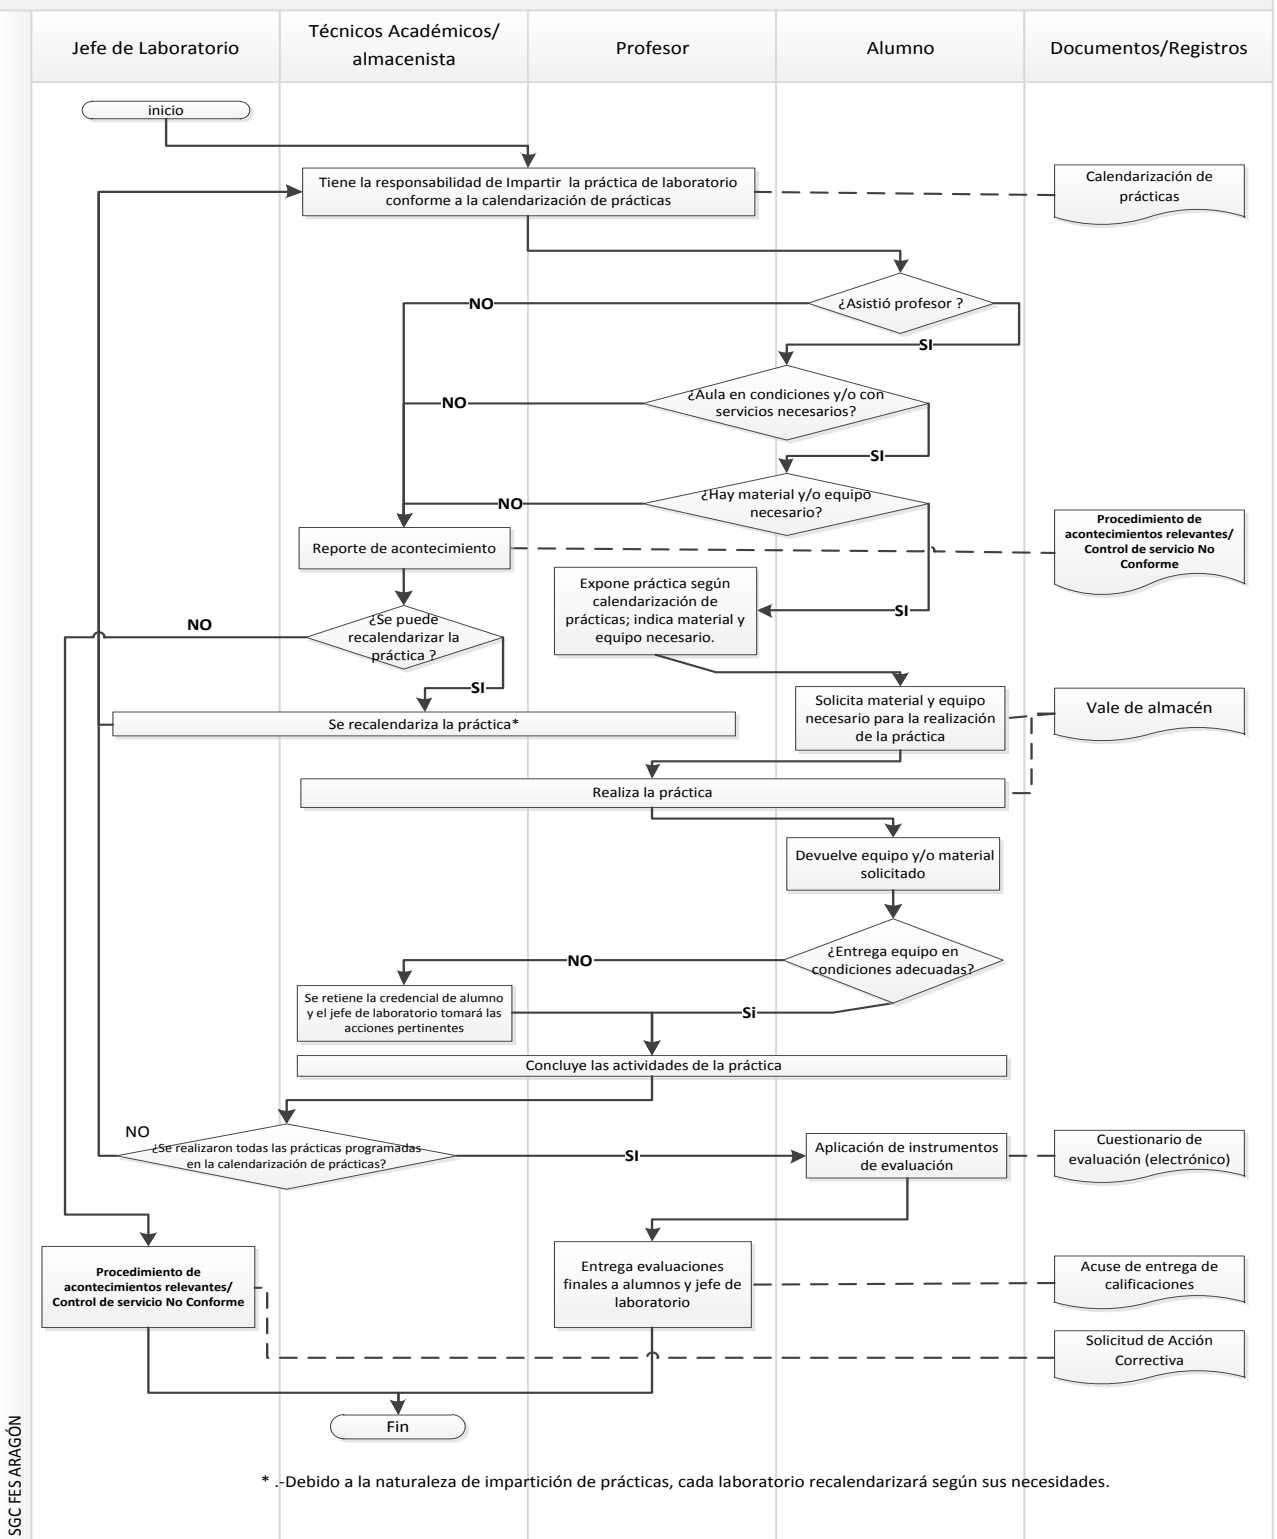 Jefe de Laboratorio
Técnicos Académicos/
almacenista
Profesor
Alumno
Documentos/Registros
inicio
Tiene la responsabilidad de Impartir la práctica de laboratorio
conforme a la calendarización de prácticas
Calendarización de
prácticas
¿Asistió profesor ?
NO
SI
¿Aula en condiciones y/o con
servicios necesarios?
NO
SI
¿Hay material y/o equipo
necesario?
NO
SI
Reporte de acontecimiento
Procedimiento de
acontecimientos relevantes/
Control de servicio No
Conforme
Expone práctica según
calendarización de
prácticas; indica material y
equipo necesario.
¿Se puede
recalendarizar la
práctica ?
NO
SI
Se recalendariza la práctica*
Solicita material y equipo
necesario para la realización
de la práctica
Vale de almacén
Realiza la práctica
Devuelve equipo y/o material
solicitado
¿Entrega equipo en
condiciones adecuadas?
NO
Si
Se retiene la credencial de alumno
y el jefe de laboratorio tomará las
acciones pertinentes
Concluye las actividades de la práctica
¿Se realizaron todas las prácticas programadas
en la calendarización de prácticas?
NO
SI
Aplicación de instrumentos
de evaluación
Cuestionario de
evaluación (electrónico)
Procedimiento de
acontecimientos relevantes/
Control de servicio No Conforme
Entrega evaluaciones
finales a alumnos y jefe de
laboratorio
Acuse de entrega de
calificaciones
Solicitud de Acción
Correctiva
Fin
* .-Debido a la naturaleza de impartición de prácticas, cada laboratorio recalendarizará según sus necesidades.
SGC FES ARAGÓN